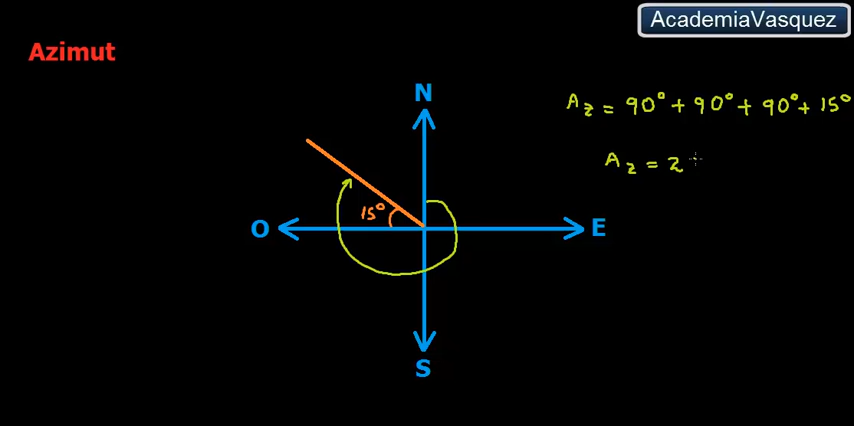 AcademiaVasquez
Azimut
N
Az = 90° + 90° + 90° + 15°
Az = 2
15°
O
E
S